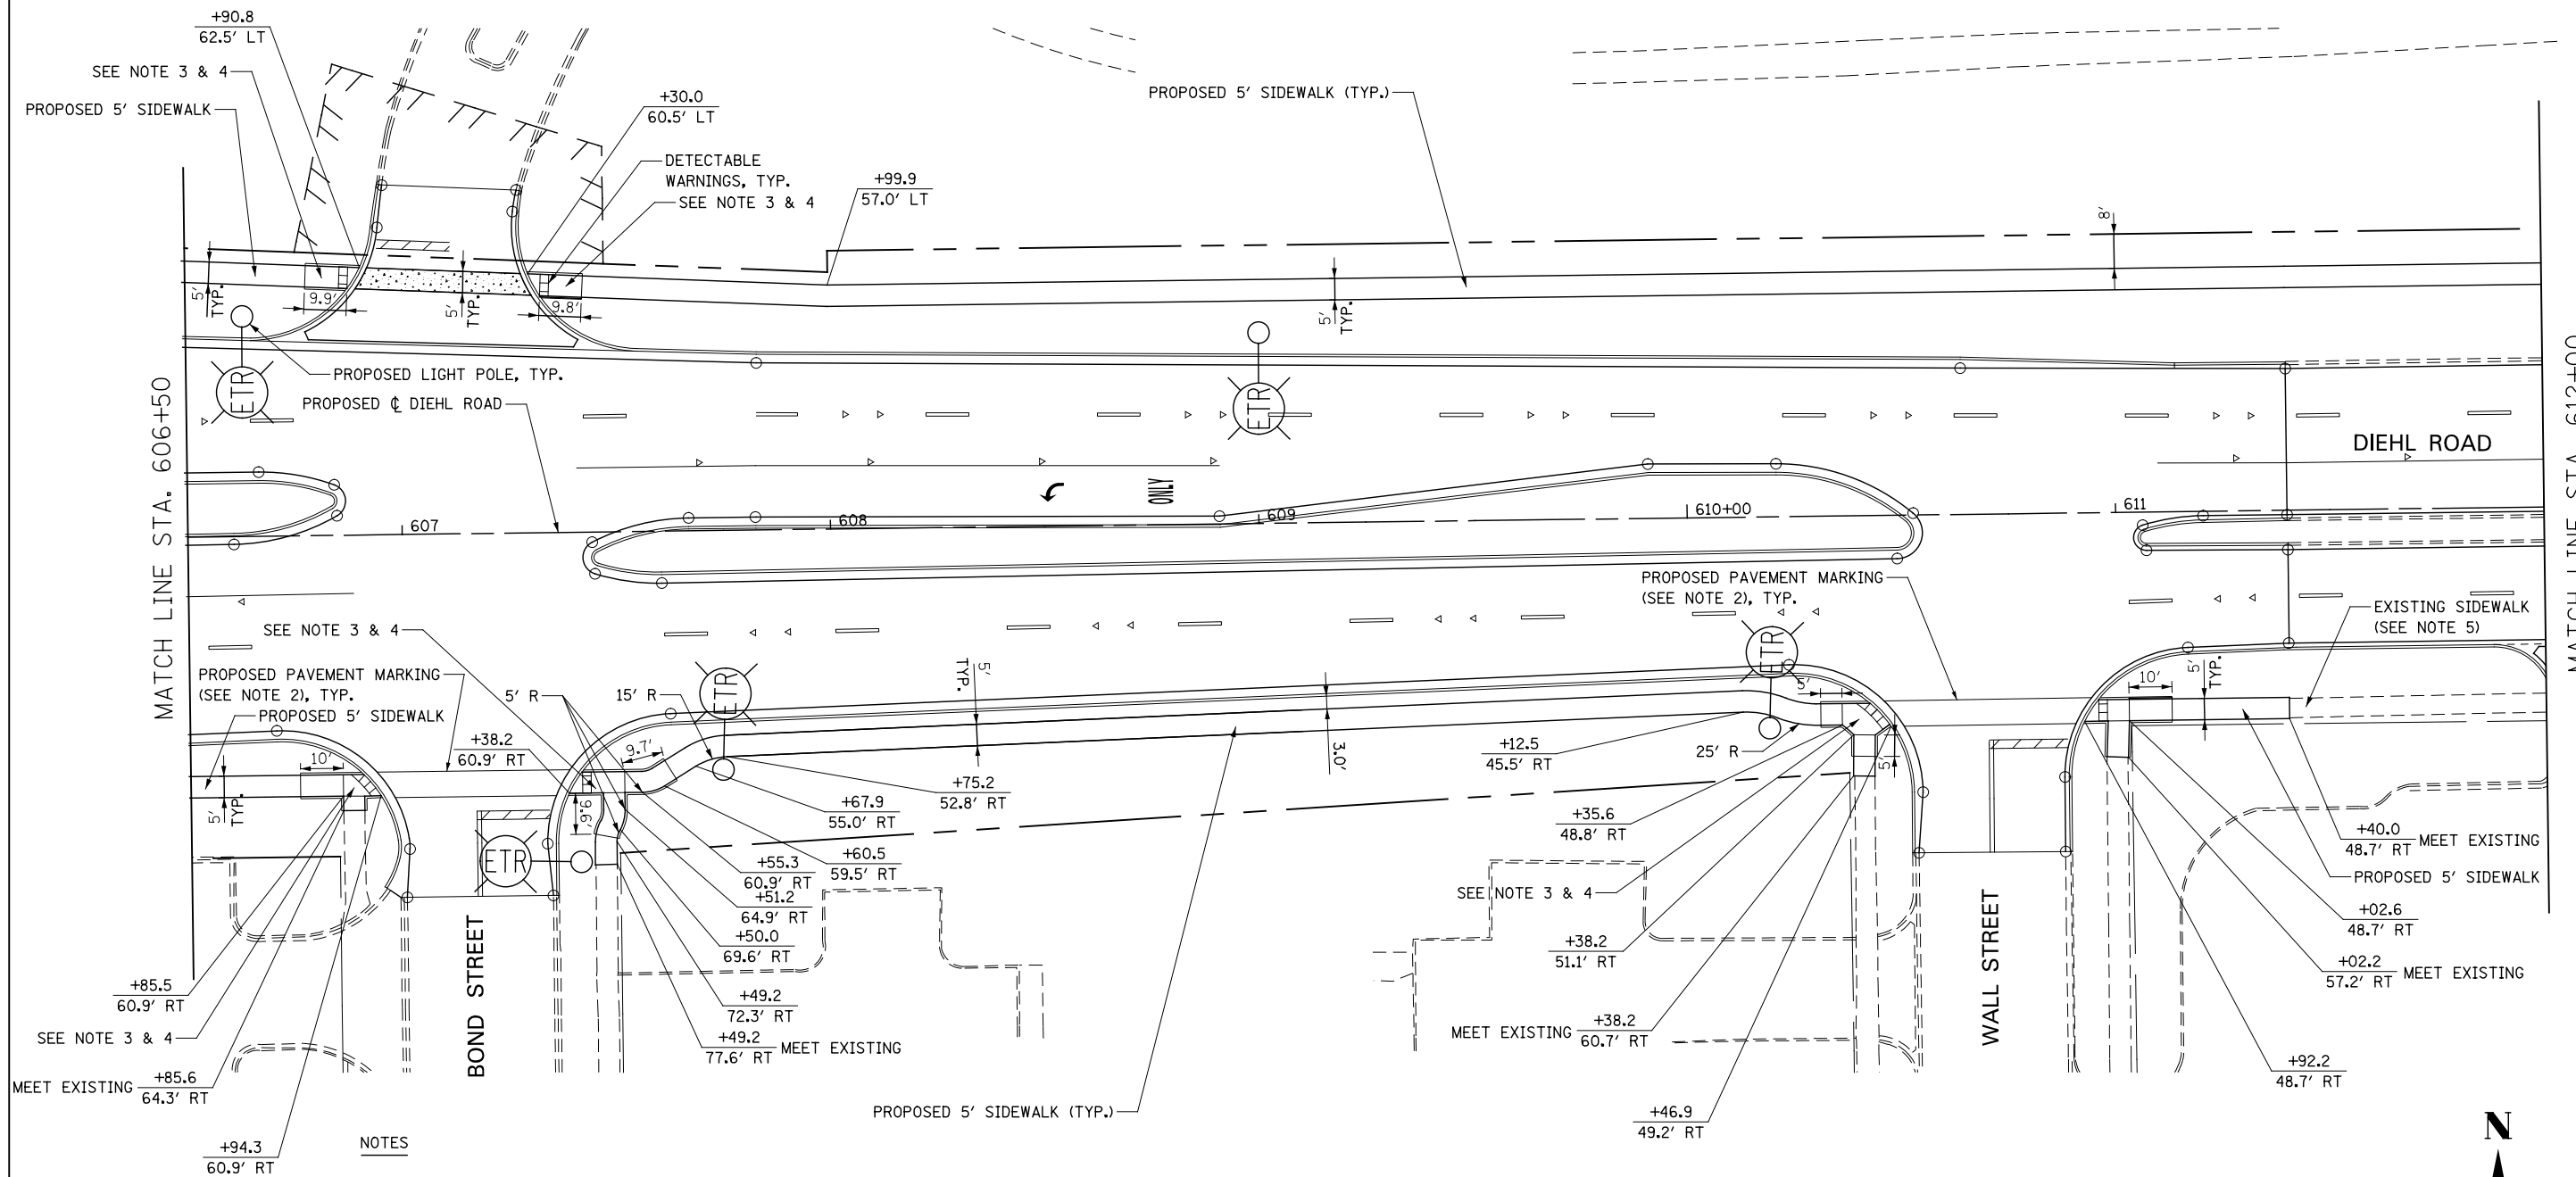 +90.8
62.5' LT
SEE NOTE 3 & 4
PROPOSED 5' SIDEWALK
+30.0
60.5' LT
DETECTABLE
WARNINGS, TYP.
SEE NOTE 3 & 4
+99.9
57.0' LT
PROPOSED 5' SIDEWALK (TYP.)
8'
5'
TYP.
9.9'
5'
TYP.
9.8'
5'
TYP.
PROPOSED LIGHT POLE, TYP.
PROPOSED ℄ DIEHL ROAD
ETR
ETR
MATCH LINE STA. 606+50
MATCH LINE STA. 612+00
DIEHL ROAD
ONLY
607
608
609
610+00
611
PROPOSED PAVEMENT MARKING
(SEE NOTE 2), TYP.
EXISTING SIDEWALK
(SEE NOTE 5)
SEE NOTE 3 & 4
PROPOSED PAVEMENT MARKING
(SEE NOTE 2), TYP.
PROPOSED 5' SIDEWALK
5' R
15' R
ETR
ETR
5'
TYP.
5'
10'
5'
TYP.
+38.2
60.9' RT
9.7'
10'
5'
TYP.
9.6'
3.0'
+12.5
45.5' RT
25' R
5'
+75.2
52.8' RT
+67.9
55.0' RT
+60.5
59.5' RT
+55.3
60.9' RT
+51.2
64.9' RT
+50.0
69.6' RT
+49.2
72.3' RT
+49.2
77.6' RT MEET EXISTING
ETR
+35.6
48.8' RT
SEE NOTE 3 & 4
+38.2
51.1' RT
MEET EXISTING +38.2
60.7' RT
+46.9
49.2' RT
+40.0
48.7' RT MEET EXISTING
PROPOSED 5' SIDEWALK
+02.6
48.7' RT
+02.2
57.2' RT MEET EXISTING
+92.2
48.7' RT
BOND STREET
WALL STREET
+85.5
60.9' RT
SEE NOTE 3 & 4
MEET EXISTING +85.6
64.3' RT
+94.3
60.9' RT
PROPOSED 5' SIDEWALK (TYP.)
NOTES
N